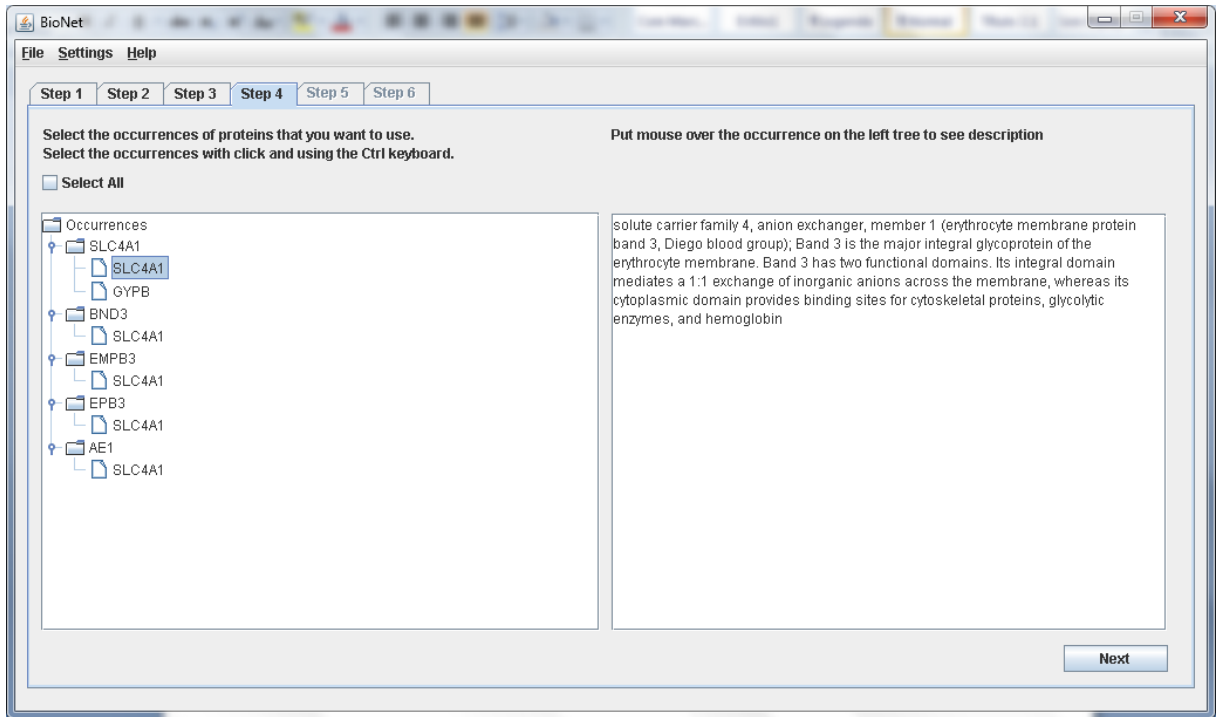 BioNet
File Settings Help
Step 1 Step 2 Step 3 Step 4 Step 5 Step 6
Select the occurrences of proteins that you want to use.
Select the occurrences with click and using the Ctrl keyboard.
Put mouse over the occurrence on the left tree to see description
Select All
Occurrences
SLC4A1
SLC4A1
GYPB
BND3
SLC4A1
EMPB3
SLC4A1
EPB3
SLC4A1
AE1
SLC4A1
solute carrier family 4, anion exchanger, member 1 (erythrocyte membrane protein
band 3, Diego blood group); Band 3 is the major integral glycoprotein of the
erythrocyte membrane. Band 3 has two functional domains. Its integral domain
mediates a 1:1 exchange of inorganic anions across the membrane, whereas its
cytoplasmic domain provides binding sites for cytoskeletal proteins, glycolytic
enzymes, and hemoglobin
Next